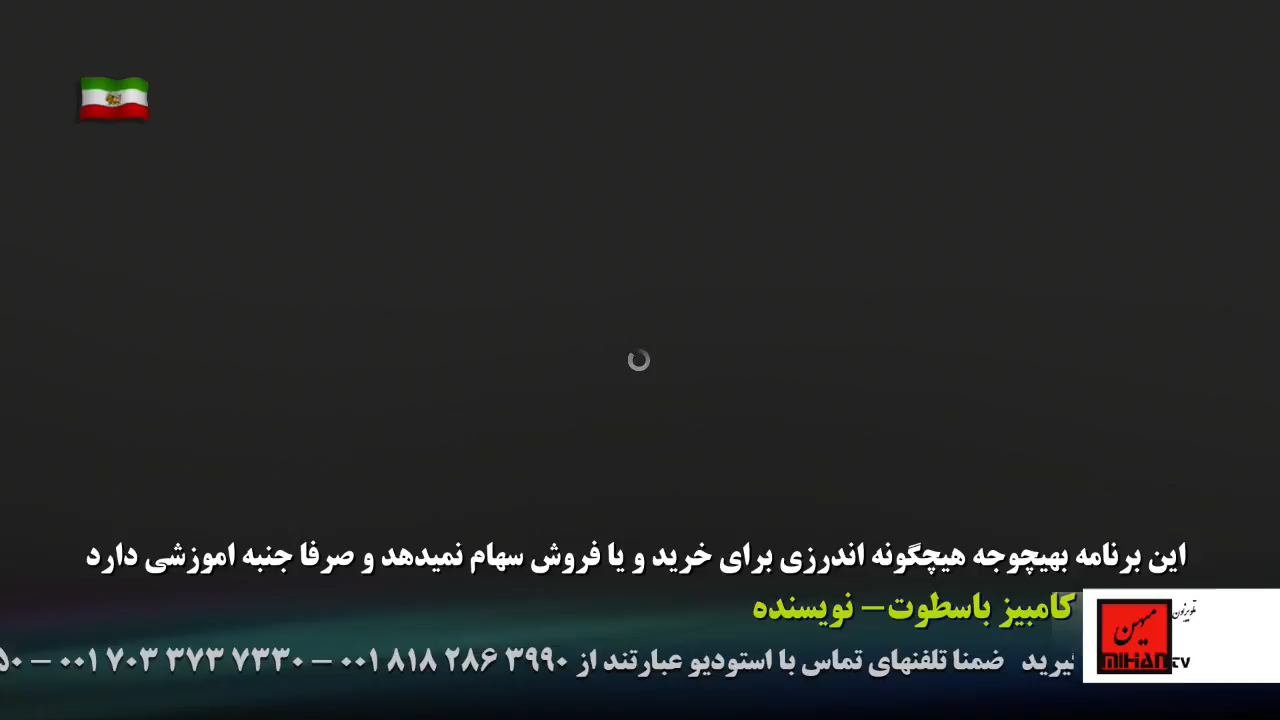 این برنامه بهیچوجه هیچگونه اندرزی برای خرید و یا فروش سهام نمیدهد و صرفا جنبه اموزشی دارد
کامبیز باسطوت– نویسنده
ضمنا تلفنهای تماس با استودیو عبارتند از ۳۹۹۰ ۲۸۶ ۸۱۸ ۰۰۱ – ۷۳۳۰ ۳۷۳ ۷۰۳ ۰۰۱ –
تلویزیون
میهن
MIHAN TV